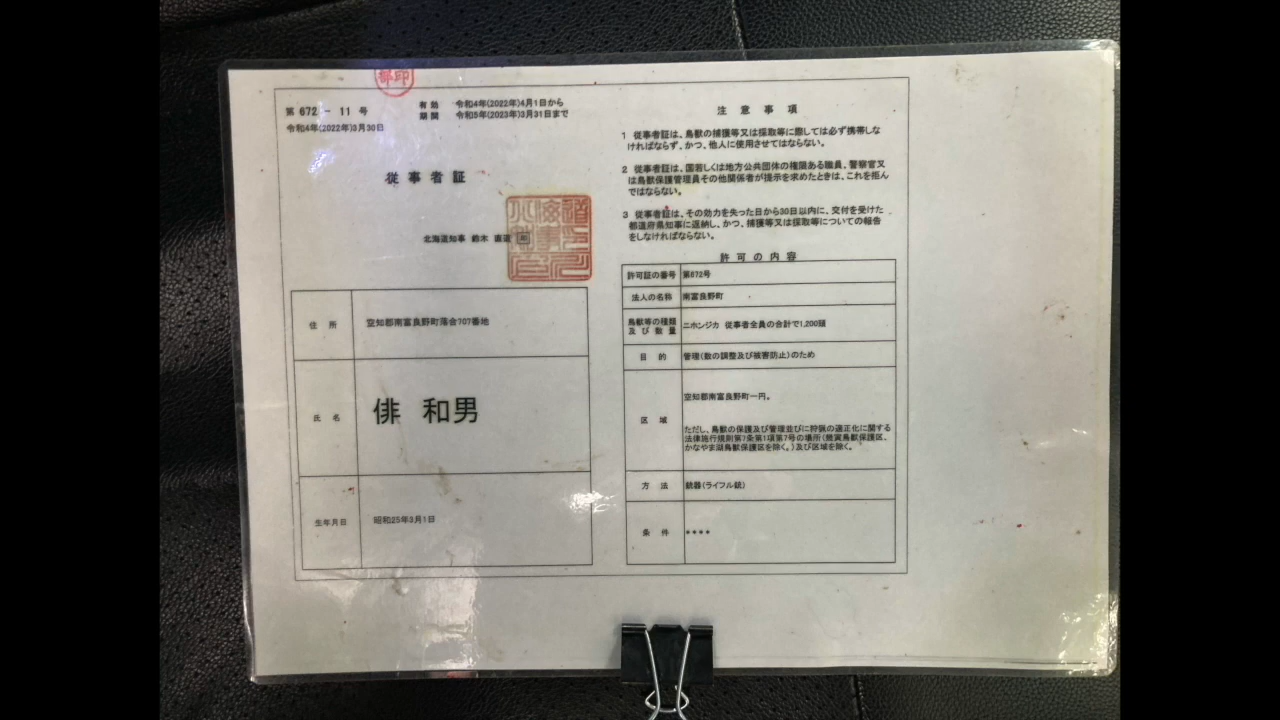 部印
第 672 - 11 号
有効期間 令和4年(2022年)4月1日から
令和5年(2023年)3月31日まで
令和4年(2022年)3月30日
従事者証
北海道知事 鈴木 直道 印
住所 空知郡南富良野町落合707番地
氏名 俳 和男
生年月日 昭和25年3月1日
注意事項
1 従事者証は、鳥獣の捕獲等又は採取等に際しては必ず携帯しな
ければならず、かつ、他人に使用させてはならない。
2 従事者証は、国若しくは地方公共団体の権限ある職員、警察官又
は鳥獣保護管理員その他関係者が提示を求めたときは、これを拒ん
ではならない。
3 従事者証は、その効力を失った日から30日以内に、交付を受けた
都道府県知事に返納し、かつ、捕獲等又は採取等についての報告
をしなければならない。
許可の内容
許可証の番号 第672号
法人の名称 南富良野町
鳥獣等の種類及び数量 ニホンジカ 従事者全員の合計で1,200頭
目的 管理(数の調整及び被害防止)のため
区域 空知郡南富良野町一円。
ただし、鳥獣の保護及び管理並びに狩猟の適正化に関する
法律施行規則第7条第1項第7号の場所(幾寅鳥獣保護区、
かなやま湖鳥獣保護区を除く。)及び区域を除く。
方法 銃器(ライフル銃)
条件 ****